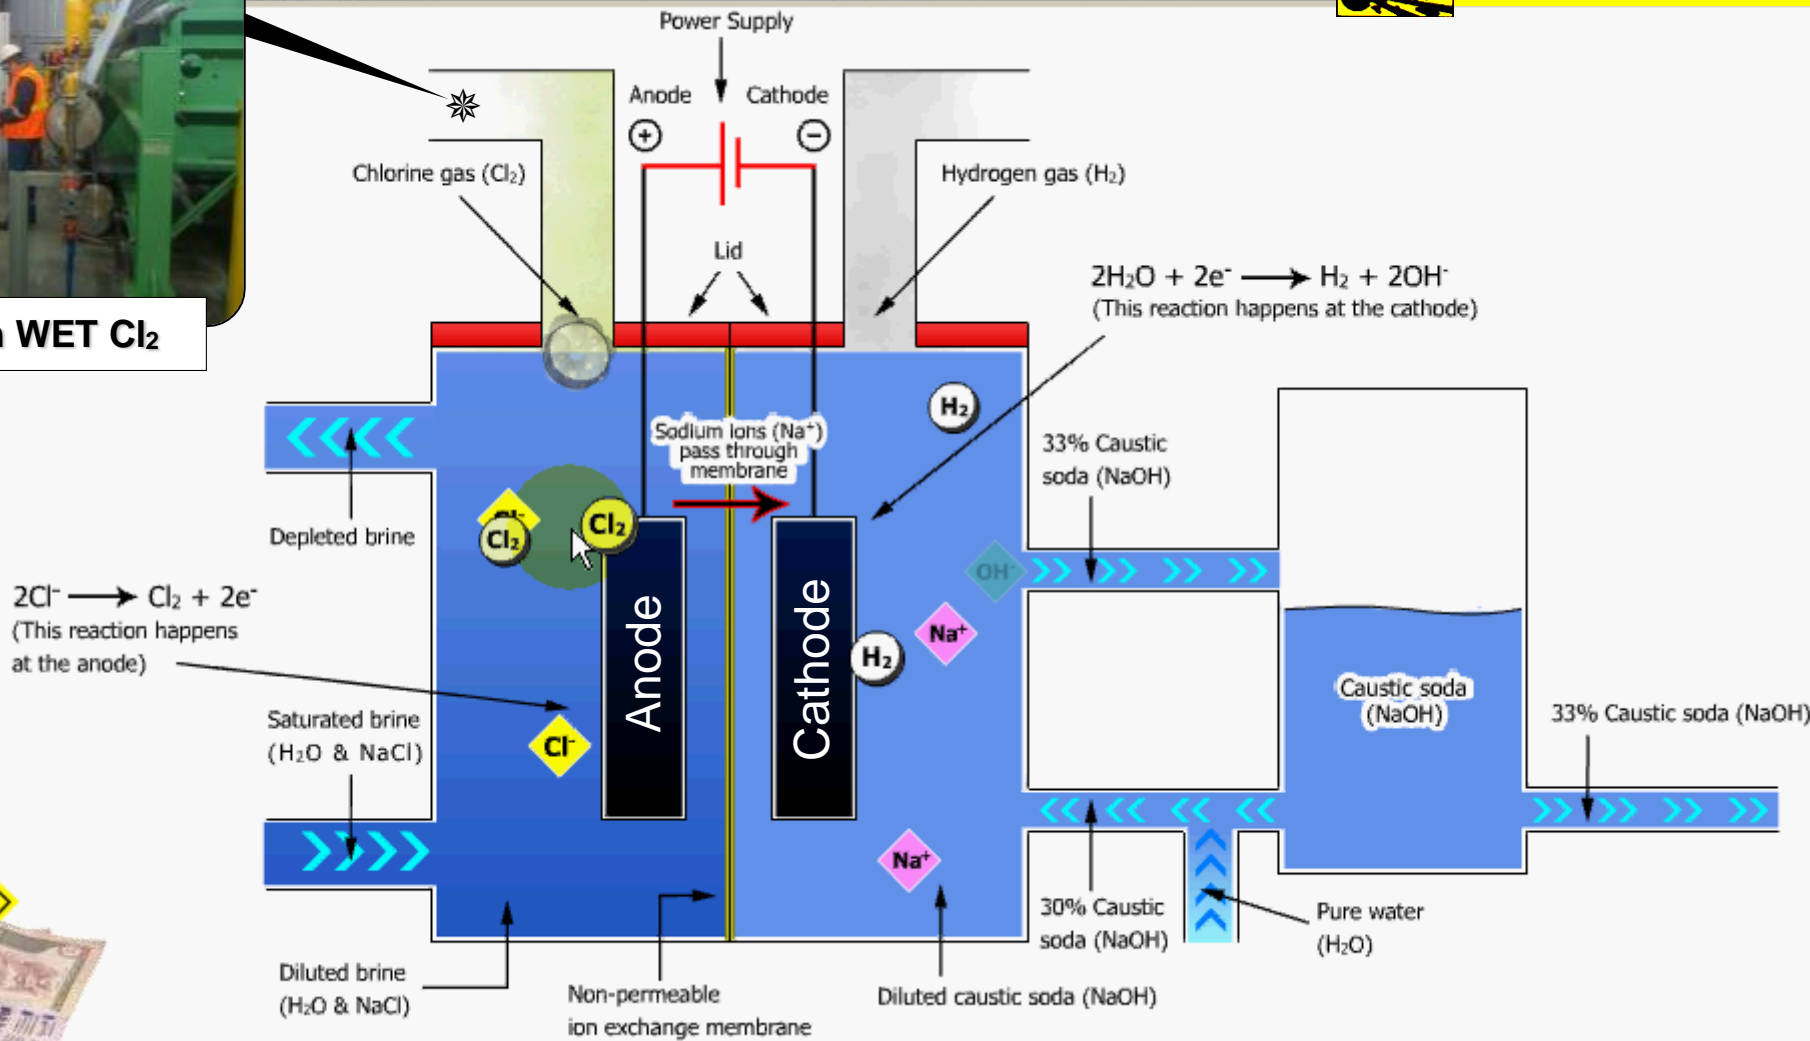 Power Supply
Anode
Cathode
+
−
Chlorine gas (Cl₂)
Hydrogen gas (H₂)
Lid
2H₂O + 2e⁻ ⟶ H₂ + 2OH⁻
(This reaction happens at the cathode)
WET Cl₂
H₂
Sodium ions (Na⁺)
pass through
membrane
33% Caustic
soda (NaOH)
Cl⁻
Cl₂
Cl₂
Depleted brine
OH⁻
2Cl⁻ ⟶ Cl₂ + 2e⁻
(This reaction happens
at the anode)
Anode
Cathode
Na⁺
H₂
Caustic soda
(NaOH)
33% Caustic soda (NaOH)
Saturated brine
(H₂O & NaCl)
Cl⁻
Na⁺
30% Caustic
soda (NaOH)
Pure water
(H₂O)
Diluted brine
(H₂O & NaCl)
Non-permeable
ion exchange membrane
Diluted caustic soda (NaOH)